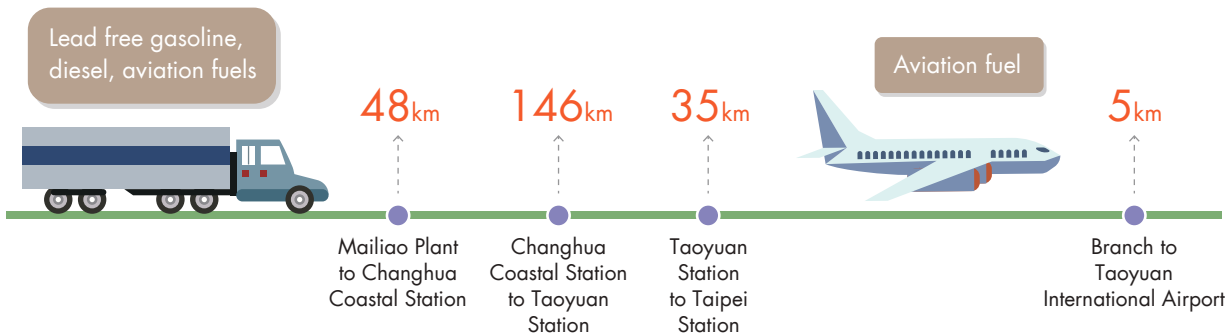 Lead free gasoline,
diesel, aviation fuels
Aviation fuel
48km
146km
35km
5km
Mailiao Plant
to Changhua
Coastal Station
Changhua
Coastal Station
to Taoyuan
Station
Taoyuan
Station
to Taipei
Station
Branch to
Taoyuan
International Airport